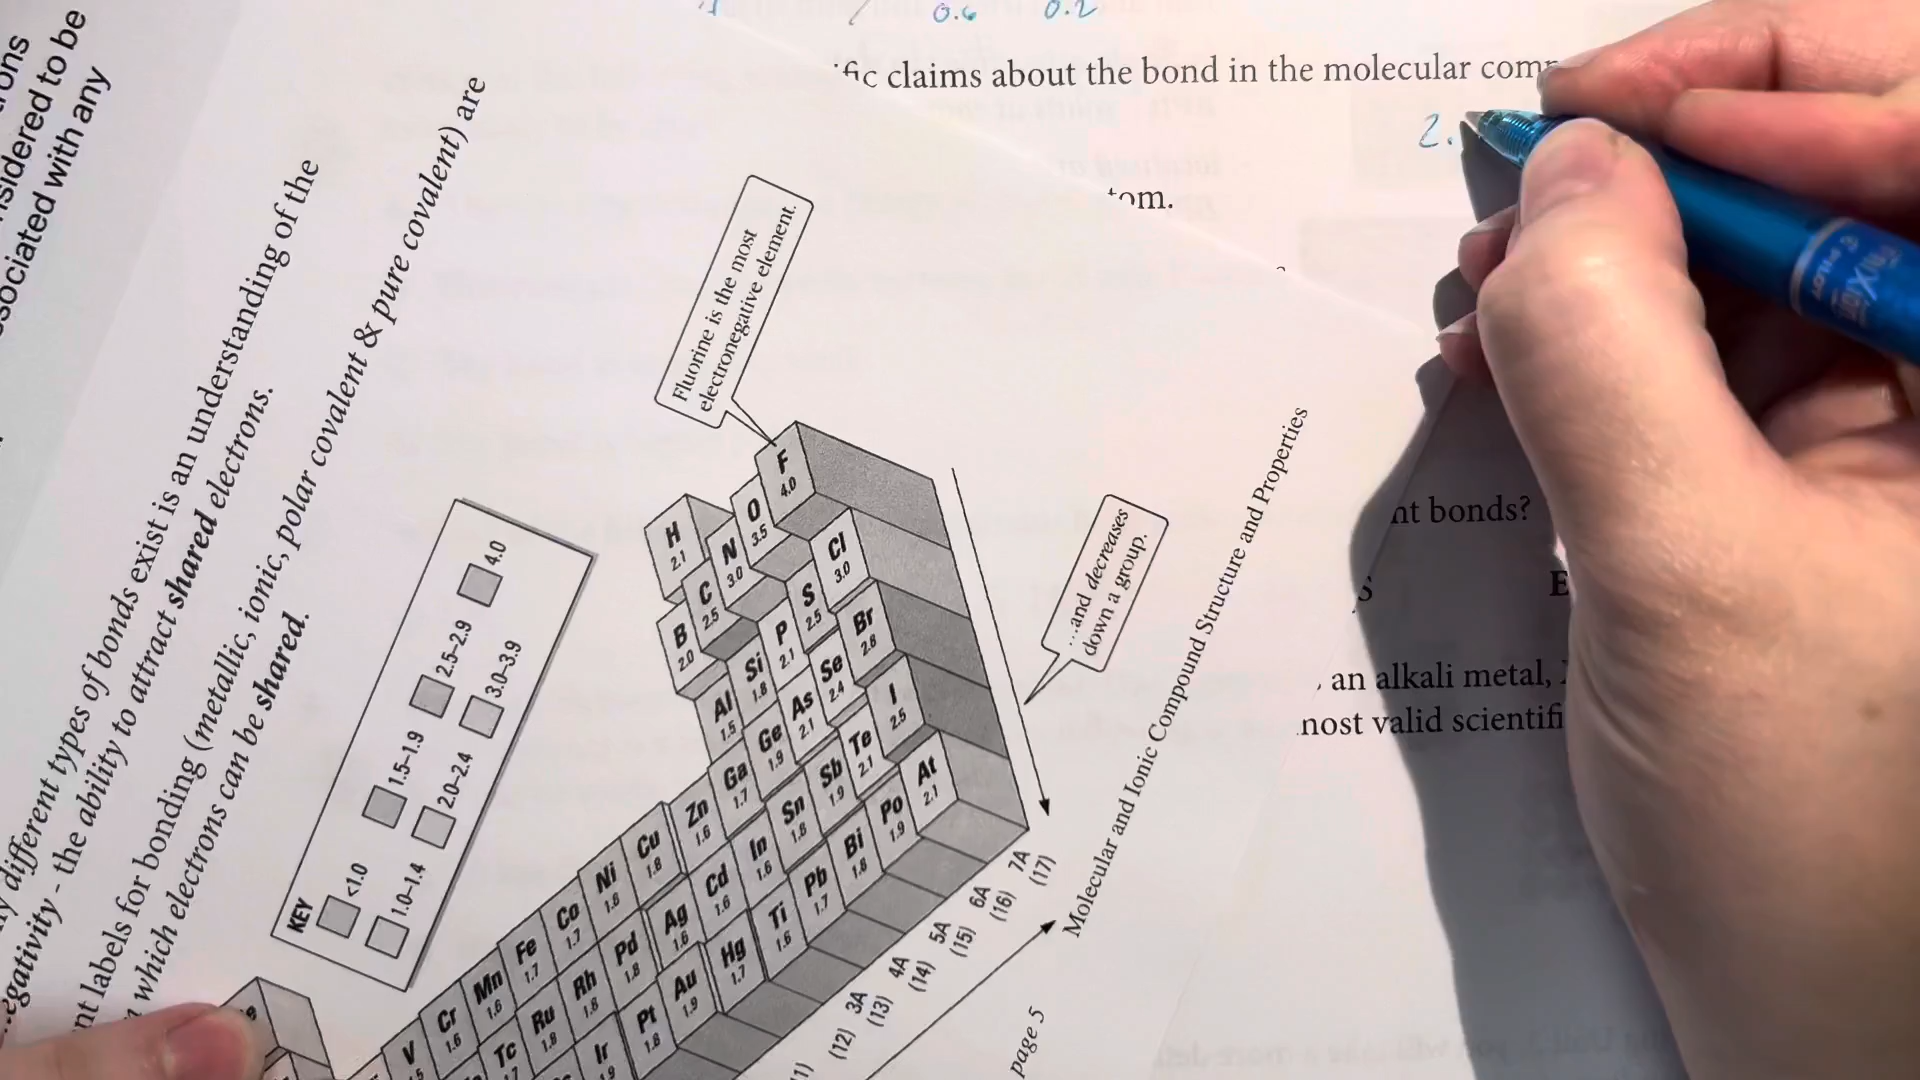 0.6 0.2
claims about the bond in the molecular
2.
bonds?
an alkali metal,
valid
considered to be
associated with any
different types of bonds exist is an understanding of the
- the ability to attract shared electrons.
labels for bonding (metallic, ionic, polar covalent & pure covalent) are
which electrons can be shared.
KEY
<1.0
1.5–1.9
2.5–2.9
4.0
1.0–1.4
2.0–2.4
3.0–3.9
Fluorine is the most
electronegative element.
...and decreases
down a group.
H 2.1
B 2.0
C 2.5
N 3.0
O 3.5
F 4.0
Al 1.5
Si 1.8
P 2.1
S 2.5
Cl 3.0
V
Cr 1.6
Mn 1.6
Fe 1.7
Co 1.7
Ni 1.8
Cu 1.8
Zn 1.6
Ga 1.7
Ge 1.9
As 2.1
Se 2.4
Br 2.8
Tc
Ru 1.8
Rh 1.8
Pd 1.8
Ag 1.6
Cd 1.6
In 1.6
Sn 1.8
Sb 1.9
Te 2.1
I 2.5
Ir
Pt 1.8
Au 1.9
Hg 1.7
Ti 1.6
Pb 1.7
Bi 1.8
Po 1.9
At 2.1
(12)
3A (13)
4A (14)
5A (15)
6A (16)
7A (17)
page 5
Molecular and Ionic Compound Structure and Properties